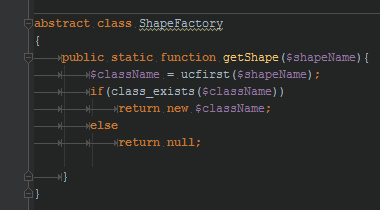 abstract class ShapeFactory
{
public static function getShape($shapeName){
$className = ucfirst($shapeName);
if(class_exists($className))
return new $className;
else
return null;
}
}